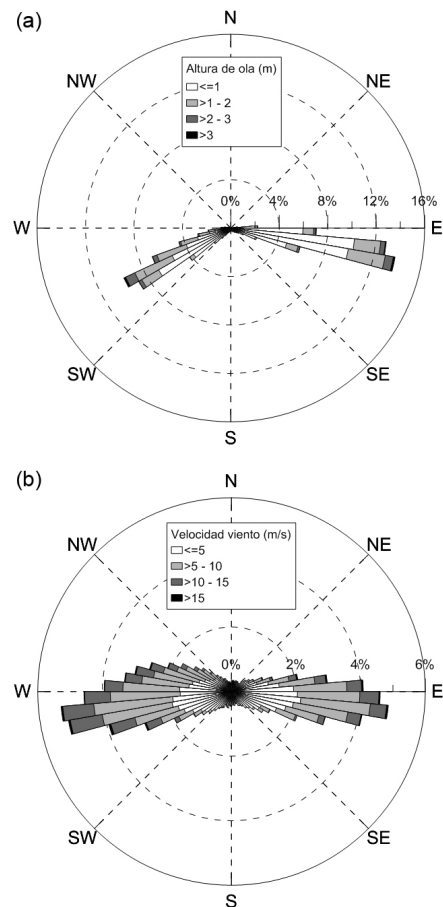 (a)
N
NW
NE
Altura de ola (m)
<=1
>1 - 2
>2 - 3
>3
0% 4% 8% 12% 16%
W
E
SW
SE
S
(b)
N
NW
NE
Velocidad viento (m/s)
<=5
>5 - 10
>10 - 15
>15
0% 2% 4% 6%
W
E
SW
SE
S